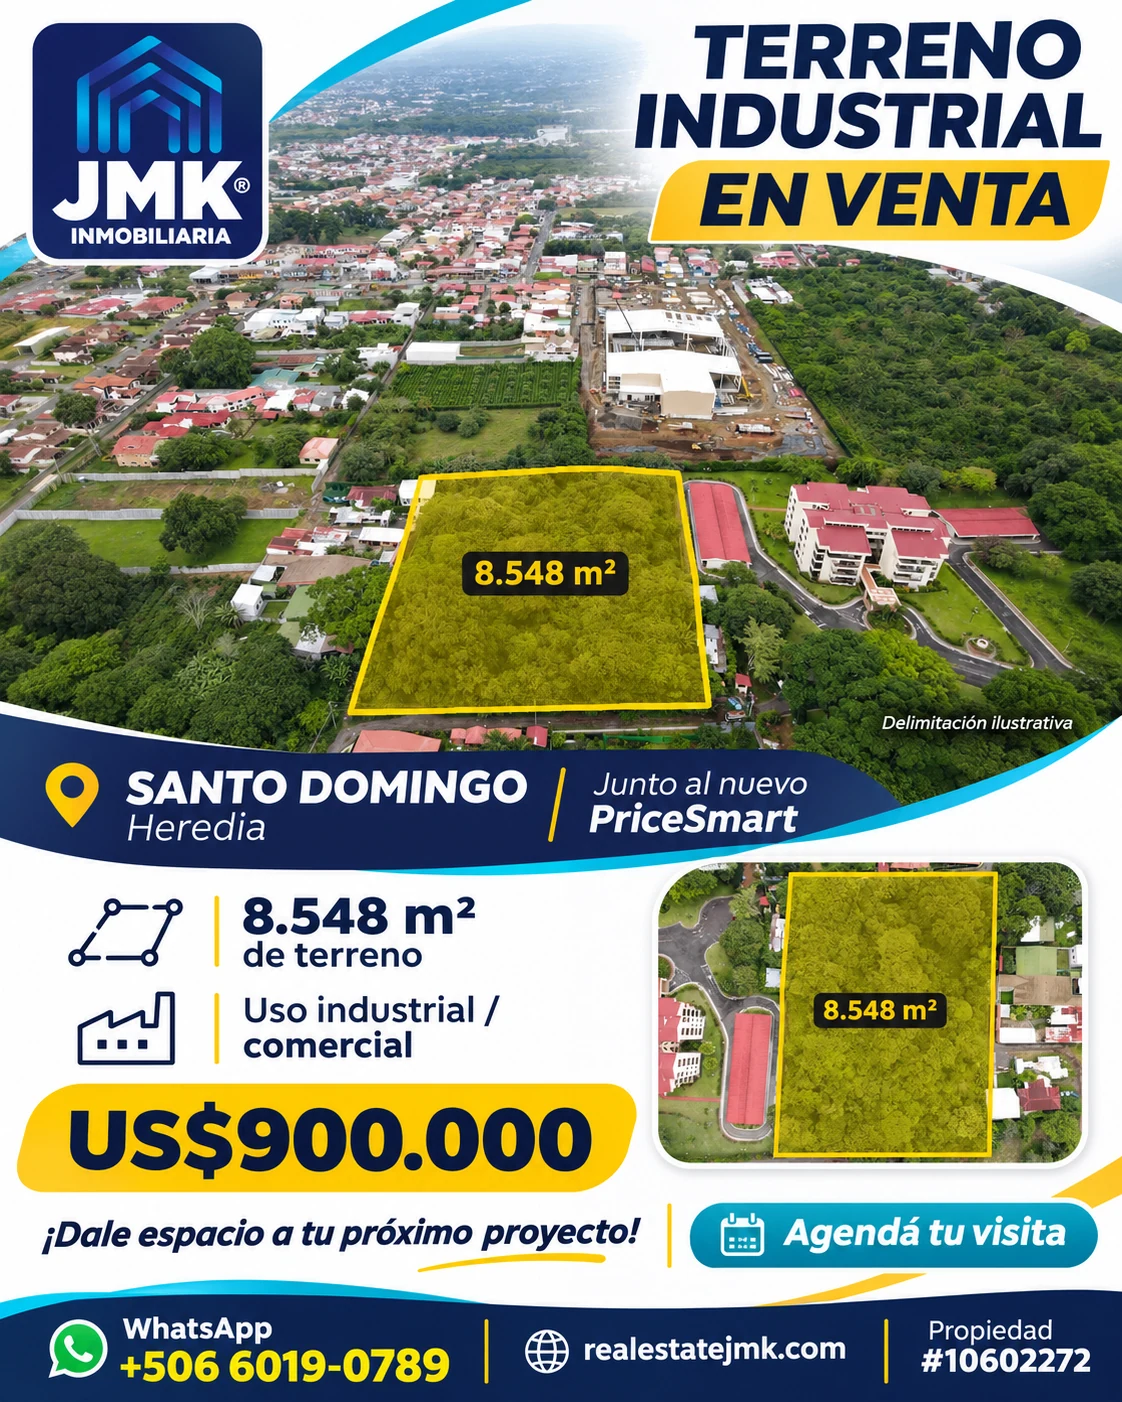 JMK®
INMOBILIARIA
TERRENO
INDUSTRIAL
EN VENTA
8.548 m²
Delimitación ilustrativa
SANTO DOMINGO
Heredia
Junto al nuevo
PriceSmart
8.548 m²
de terreno
Uso industrial /
comercial
8.548 m²
US$900.000
¡Dale espacio a tu próximo proyecto!
Agendá tu visita
WhatsApp
+506 6019-0789
realestatejmk.com
Propiedad
#10602272